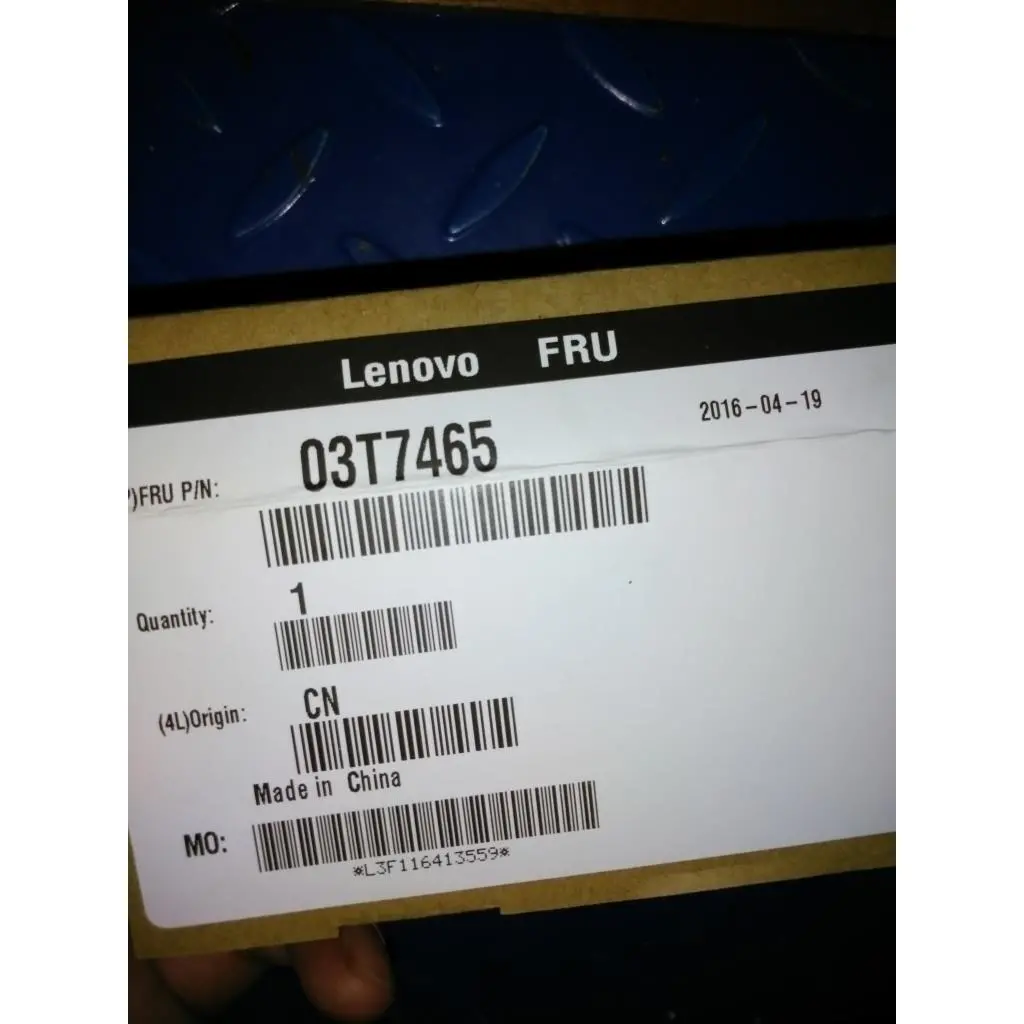 Lenovo FRU
2016-04-19
03T7465
)FRU P/N:
1
Quantity:
CN
(4L)Origin:
Made in China
MO:
*L3F116413559*